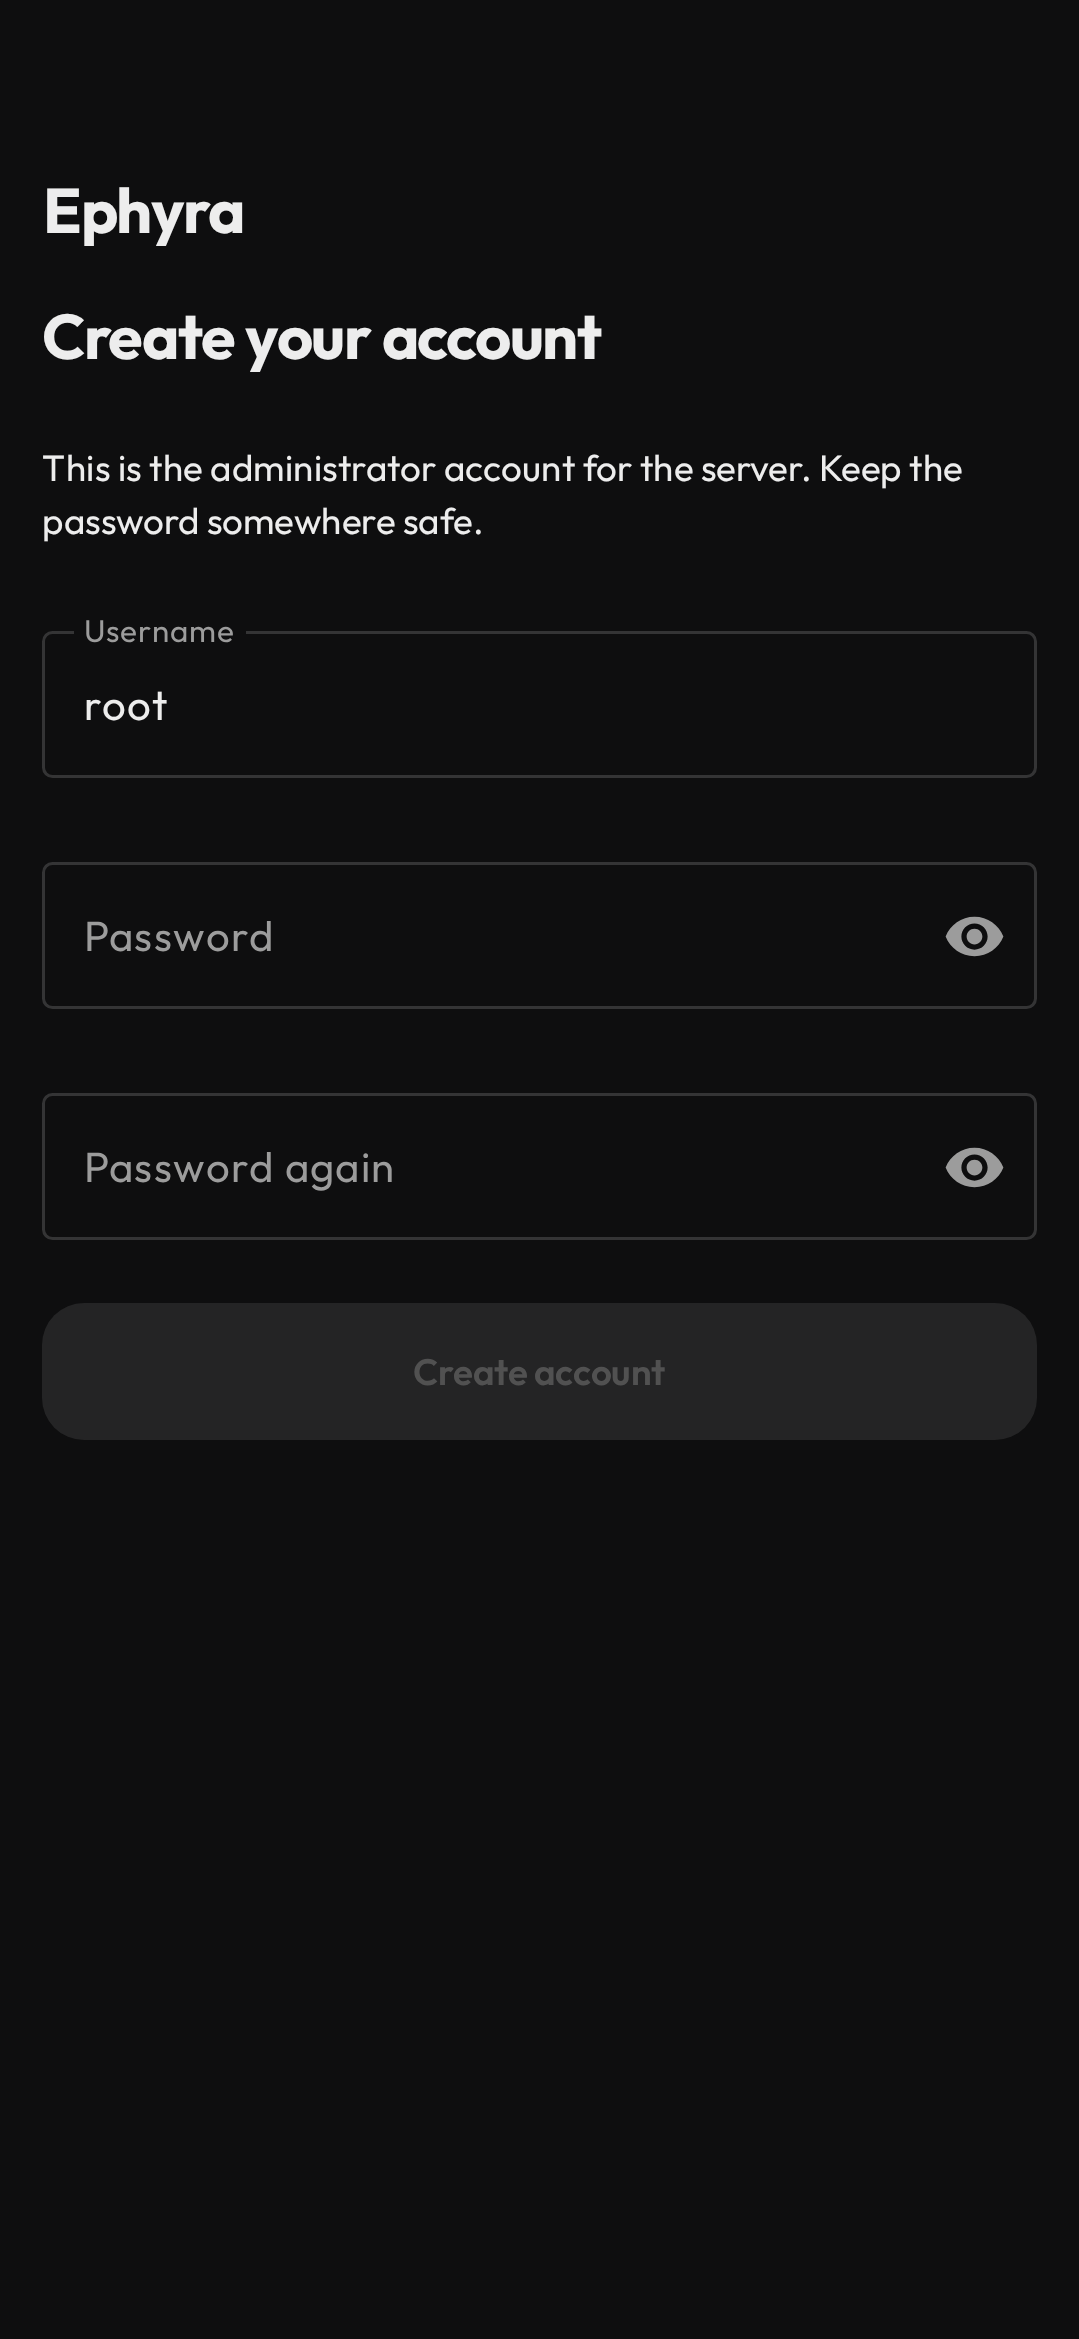 Ephyra
Create your account
This is the administrator account for the server. Keep the
password somewhere safe.
Username
root
Password
Password again
Create account